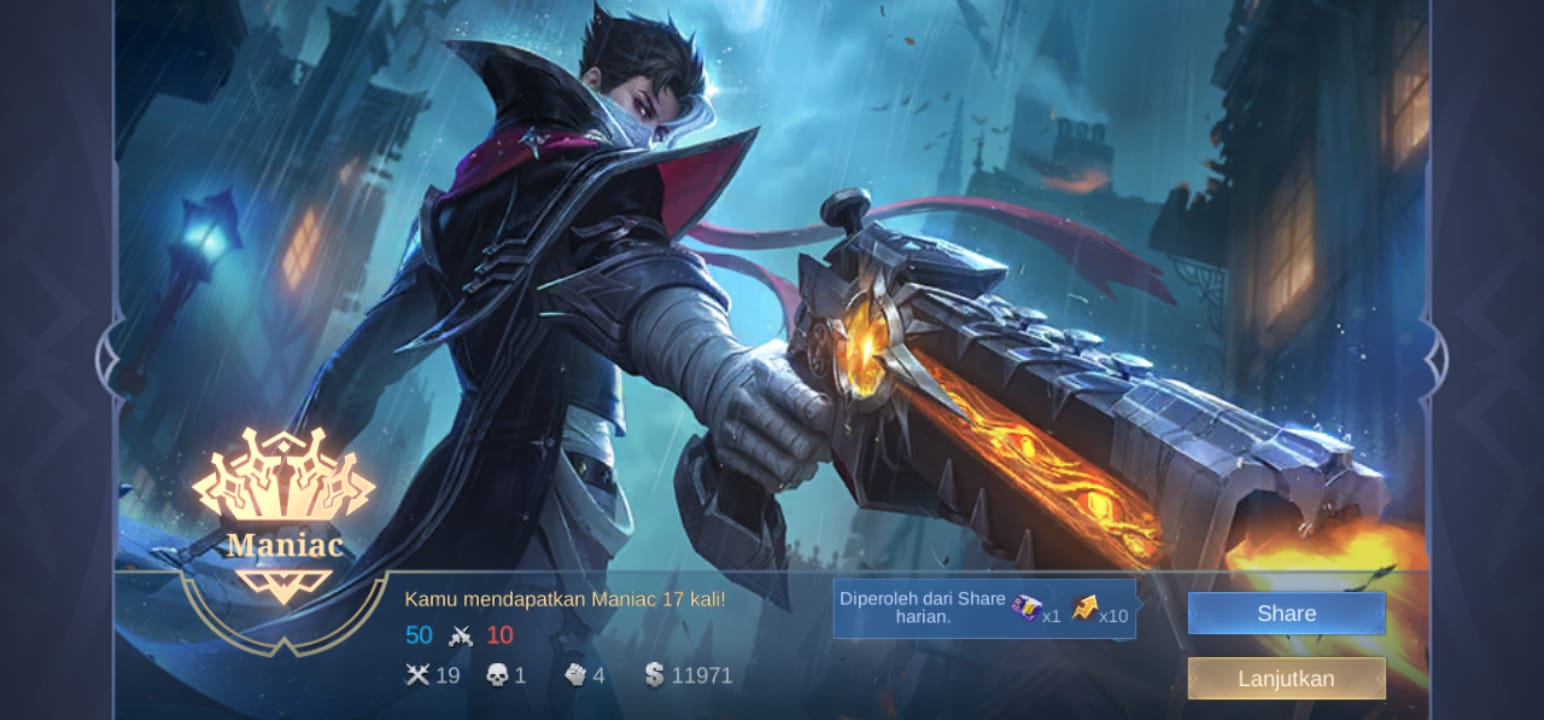 Maniac
Kamu mendapatkan Maniac 17 kali!
50 10
19 1 4 11971
Diperoleh dari Share x1 x10
harian.
Share
Lanjutkan